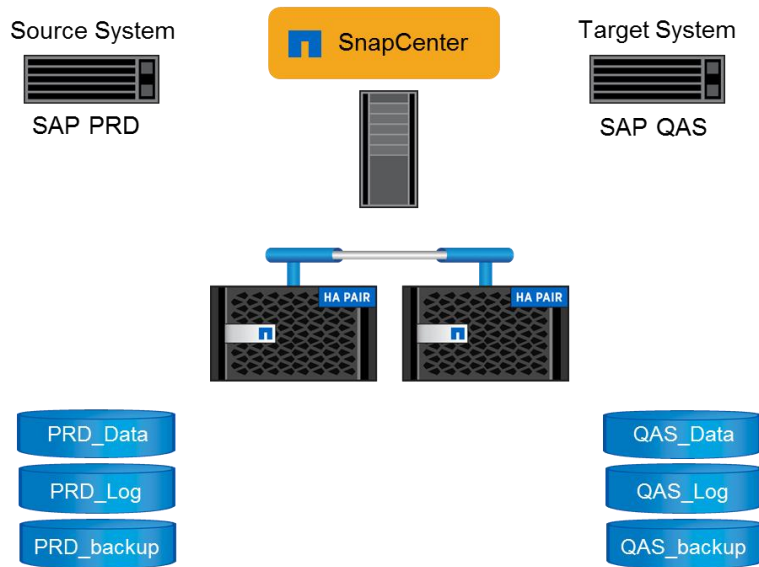 Source System
SnapCenter
Target System
SAP PRD
SAP QAS
HA PAIR
HA PAIR
PRD_Data
QAS_Data
PRD_Log
QAS_Log
PRD_backup
QAS_backup